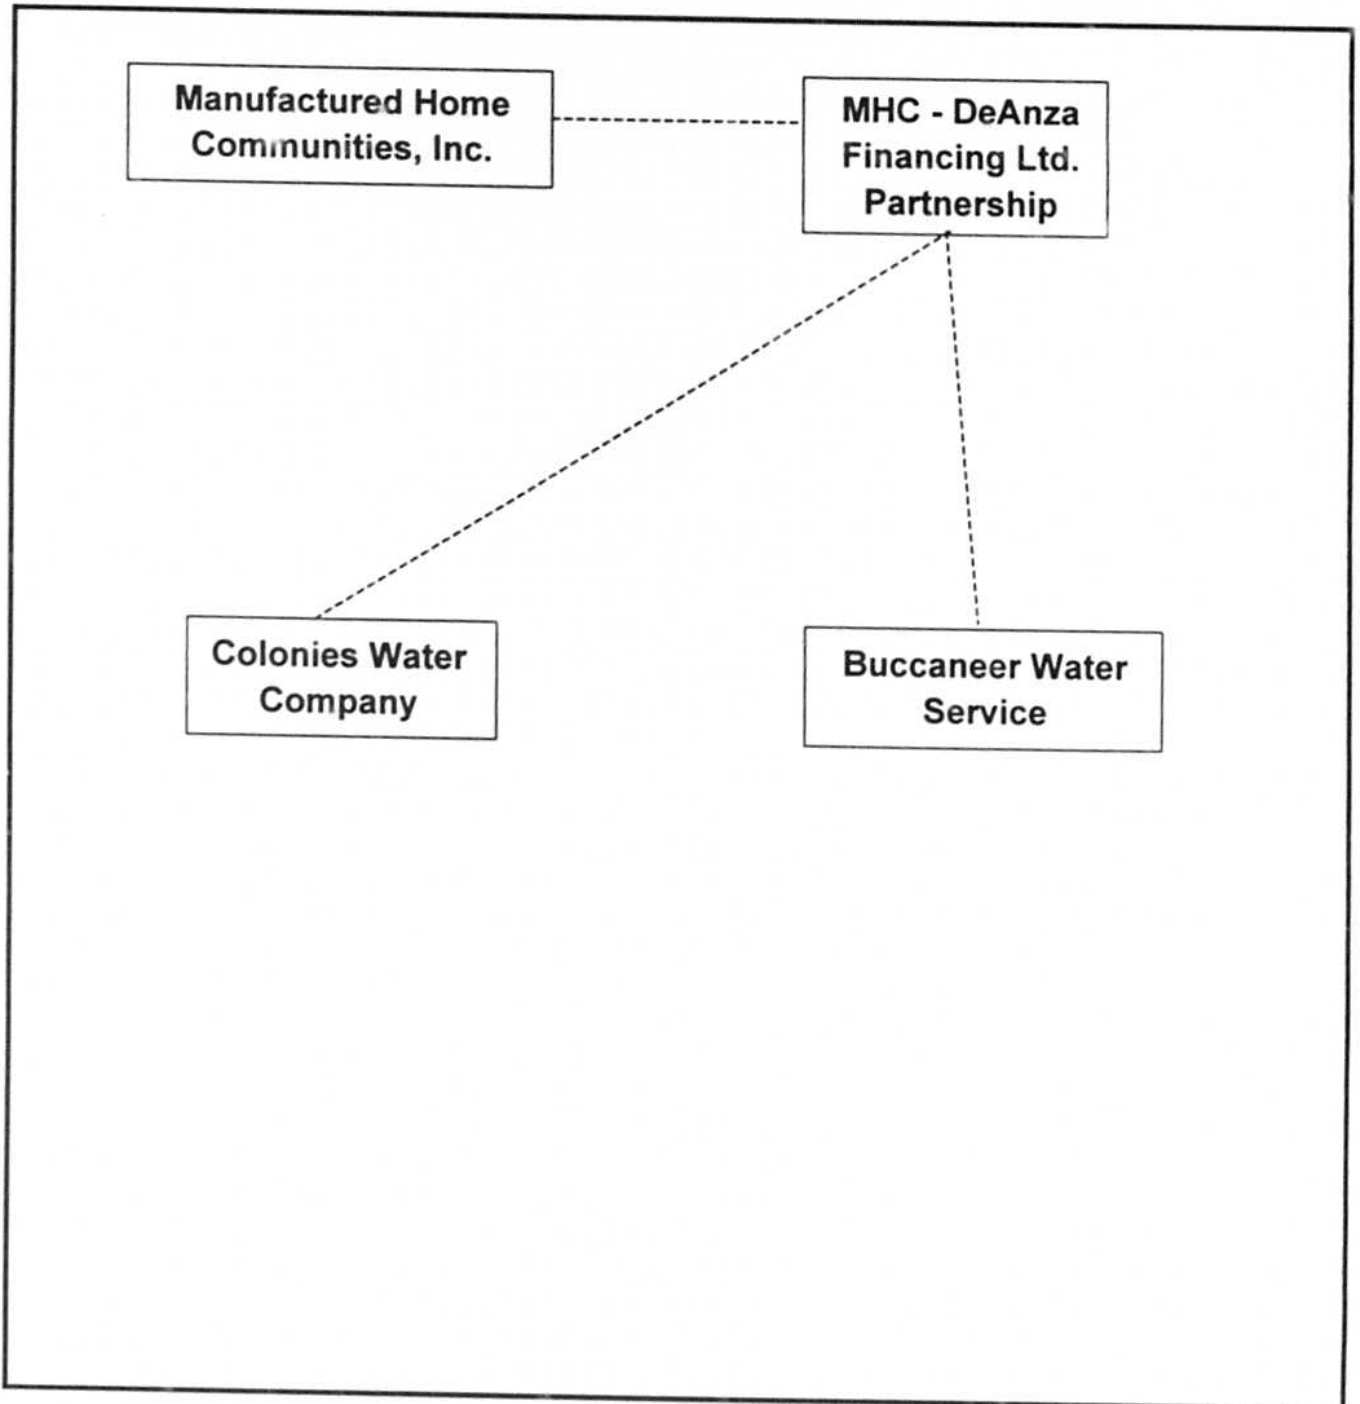 Manufactured Home
Communities, Inc.
MHC - DeAnza
Financing Ltd.
Partnership
Colonies Water
Company
Buccaneer Water
Service